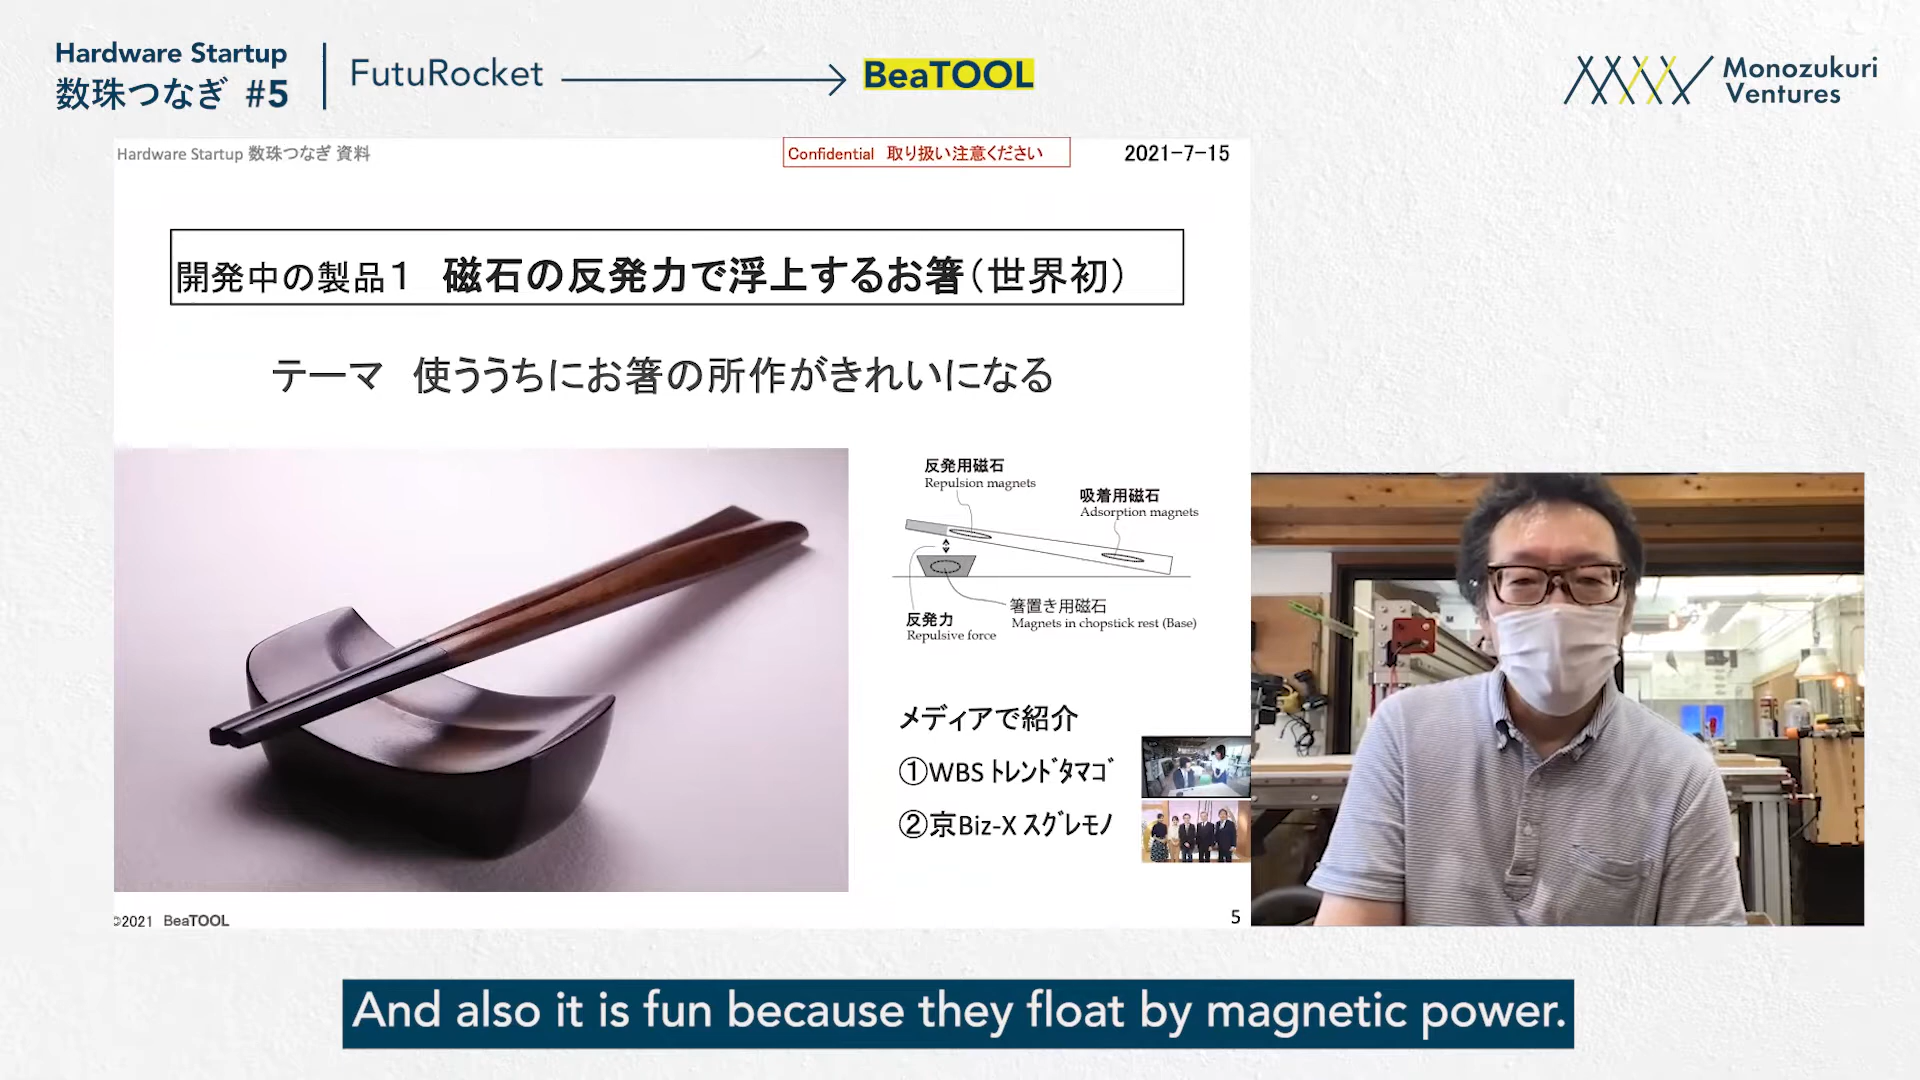 Hardware Startup
数珠つなぎ #5
FutuRocket
BeaTOOL
Monozukuri
Ventures
Hardware Startup 数珠つなぎ 資料
Confidential 取り扱い注意ください
2021-7-15
開発中の製品1 磁石の反発力で浮上するお箸(世界初)
テーマ 使ううちにお箸の所作がきれいになる
反発用磁石
Repulsion magnets
吸着用磁石
Adsorption magnets
箸置き用磁石
Magnets in chopstick rest (Base)
反発力
Repulsive force
メディアで紹介
①WBS ﾄﾚﾝﾄﾞﾀﾏｺﾞ
②京Biz-X ｽｸﾞﾚﾓﾉ
©2021 BeaTOOL
5
And also it is fun because they float by magnetic power.